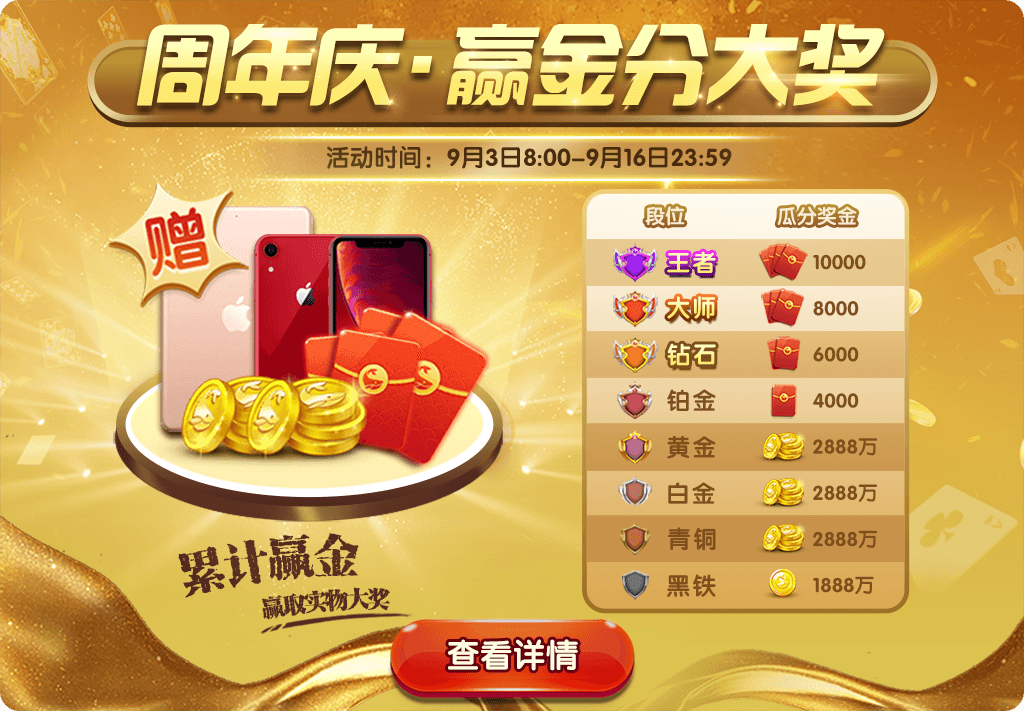 周年庆·赢金分大奖
活动时间：9月3日8:00-9月16日23:59
赠
段位 瓜分奖金
王者 10000
大师 8000
钻石 6000
铂金 4000
黄金 2888万
白金 2888万
青铜 2888万
黑铁 1888万
累计赢金
赢取实物大奖
查看详情